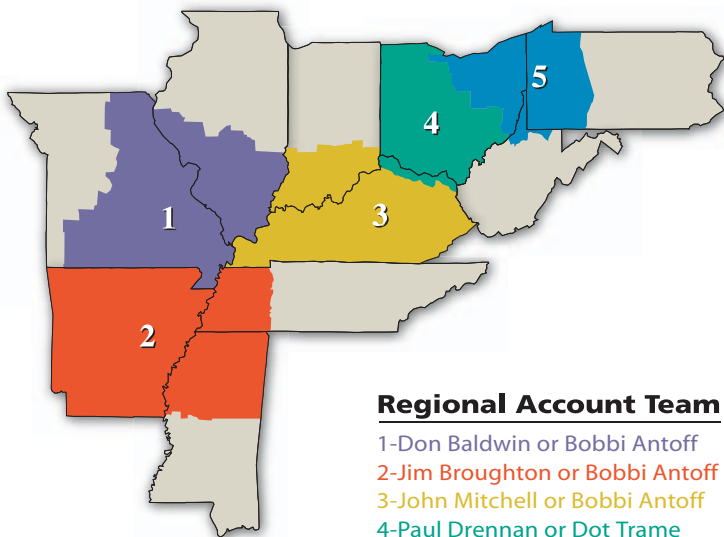 5
4
1
3
2
Regional Account Team
1-Don Baldwin or Bobbi Antoff
2-Jim Broughton or Bobbi Antoff
3-John Mitchell or Bobbi Antoff
4-Paul Drennan or Dot Trame